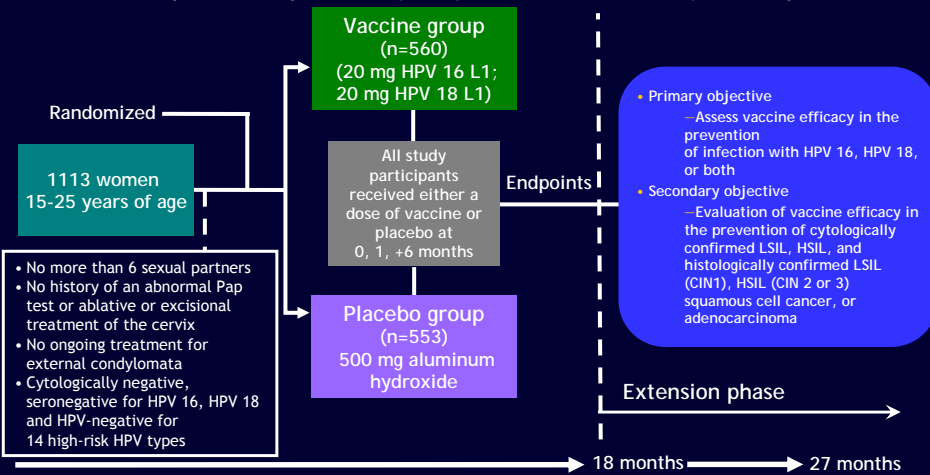 Vaccine group
(n=560)
(20 mg HPV 16 L1;
20 mg HPV 18 L1)
Randomized
1113 women
15-25 years of age
All study
participants
received either a
dose of vaccine or
placebo at
0, 1, +6 months
Endpoints
• Primary objective
—Assess vaccine efficacy in the
prevention
of infection with HPV 16, HPV 18,
or both
• Secondary objective
—Evaluation of vaccine efficacy in
the prevention of cytologically
confirmed LSIL, HSIL, and
histologically confirmed LSIL
(CIN1), HSIL (CIN 2 or 3)
squamous cell cancer, or
adenocarcinoma
• No more than 6 sexual partners
• No history of an abnormal Pap
test or ablative or excisional
treatment of the cervix
• No ongoing treatment for
external condylomata
• Cytologically negative,
seronegative for HPV 16, HPV 18
and HPV-negative for
14 high-risk HPV types
Placebo group
(n=553)
500 mg aluminum
hydroxide
Extension phase
18 months
27 months